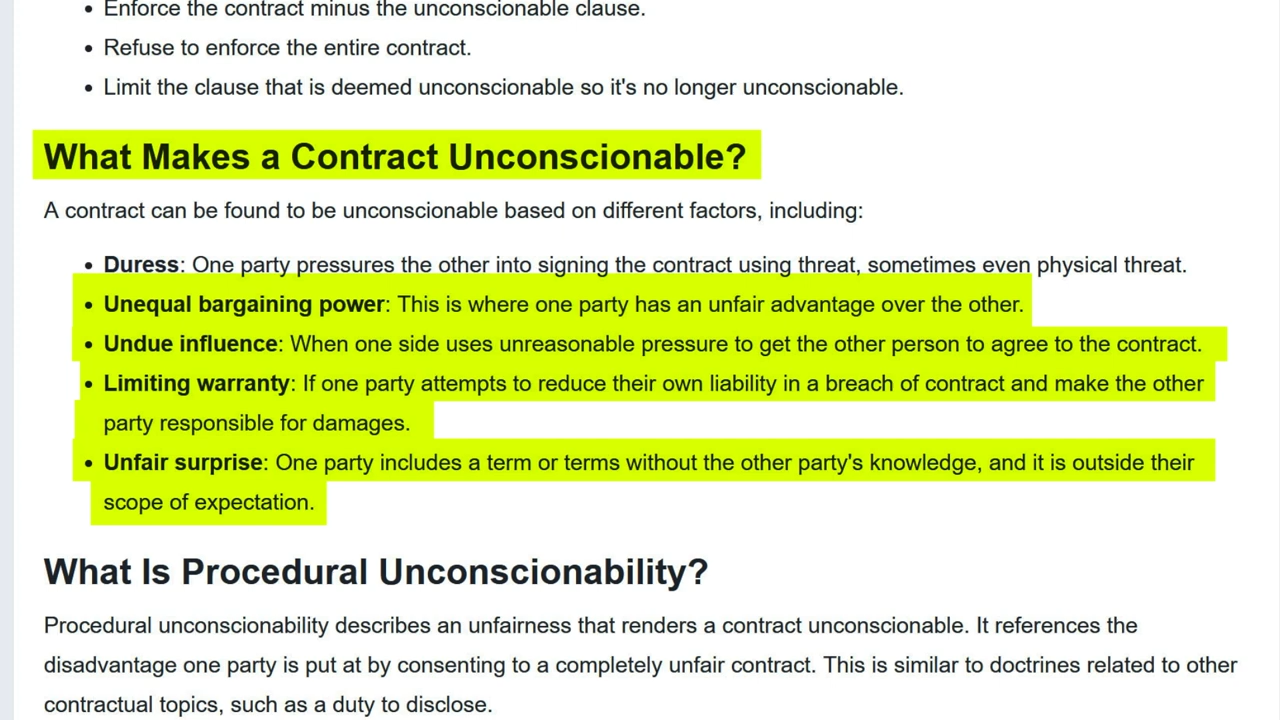 • Enforce the contract minus the unconscionable clause.
• Refuse to enforce the entire contract.
• Limit the clause that is deemed unconscionable so it's no longer unconscionable.
What Makes a Contract Unconscionable?
A contract can be found to be unconscionable based on different factors, including:
• Duress: One party pressures the other into signing the contract using threat, sometimes even physical threat.
• Unequal bargaining power: This is where one party has an unfair advantage over the other.
• Undue influence: When one side uses unreasonable pressure to get the other person to agree to the contract.
• Limiting warranty: If one party attempts to reduce their own liability in a breach of contract and make the other
party responsible for damages.
• Unfair surprise: One party includes a term or terms without the other party's knowledge, and it is outside their
scope of expectation.
What Is Procedural Unconscionability?
Procedural unconscionability describes an unfairness that renders a contract unconscionable. It references the
disadvantage one party is put at by consenting to a completely unfair contract. This is similar to doctrines related to other
contractual topics, such as a duty to disclose.